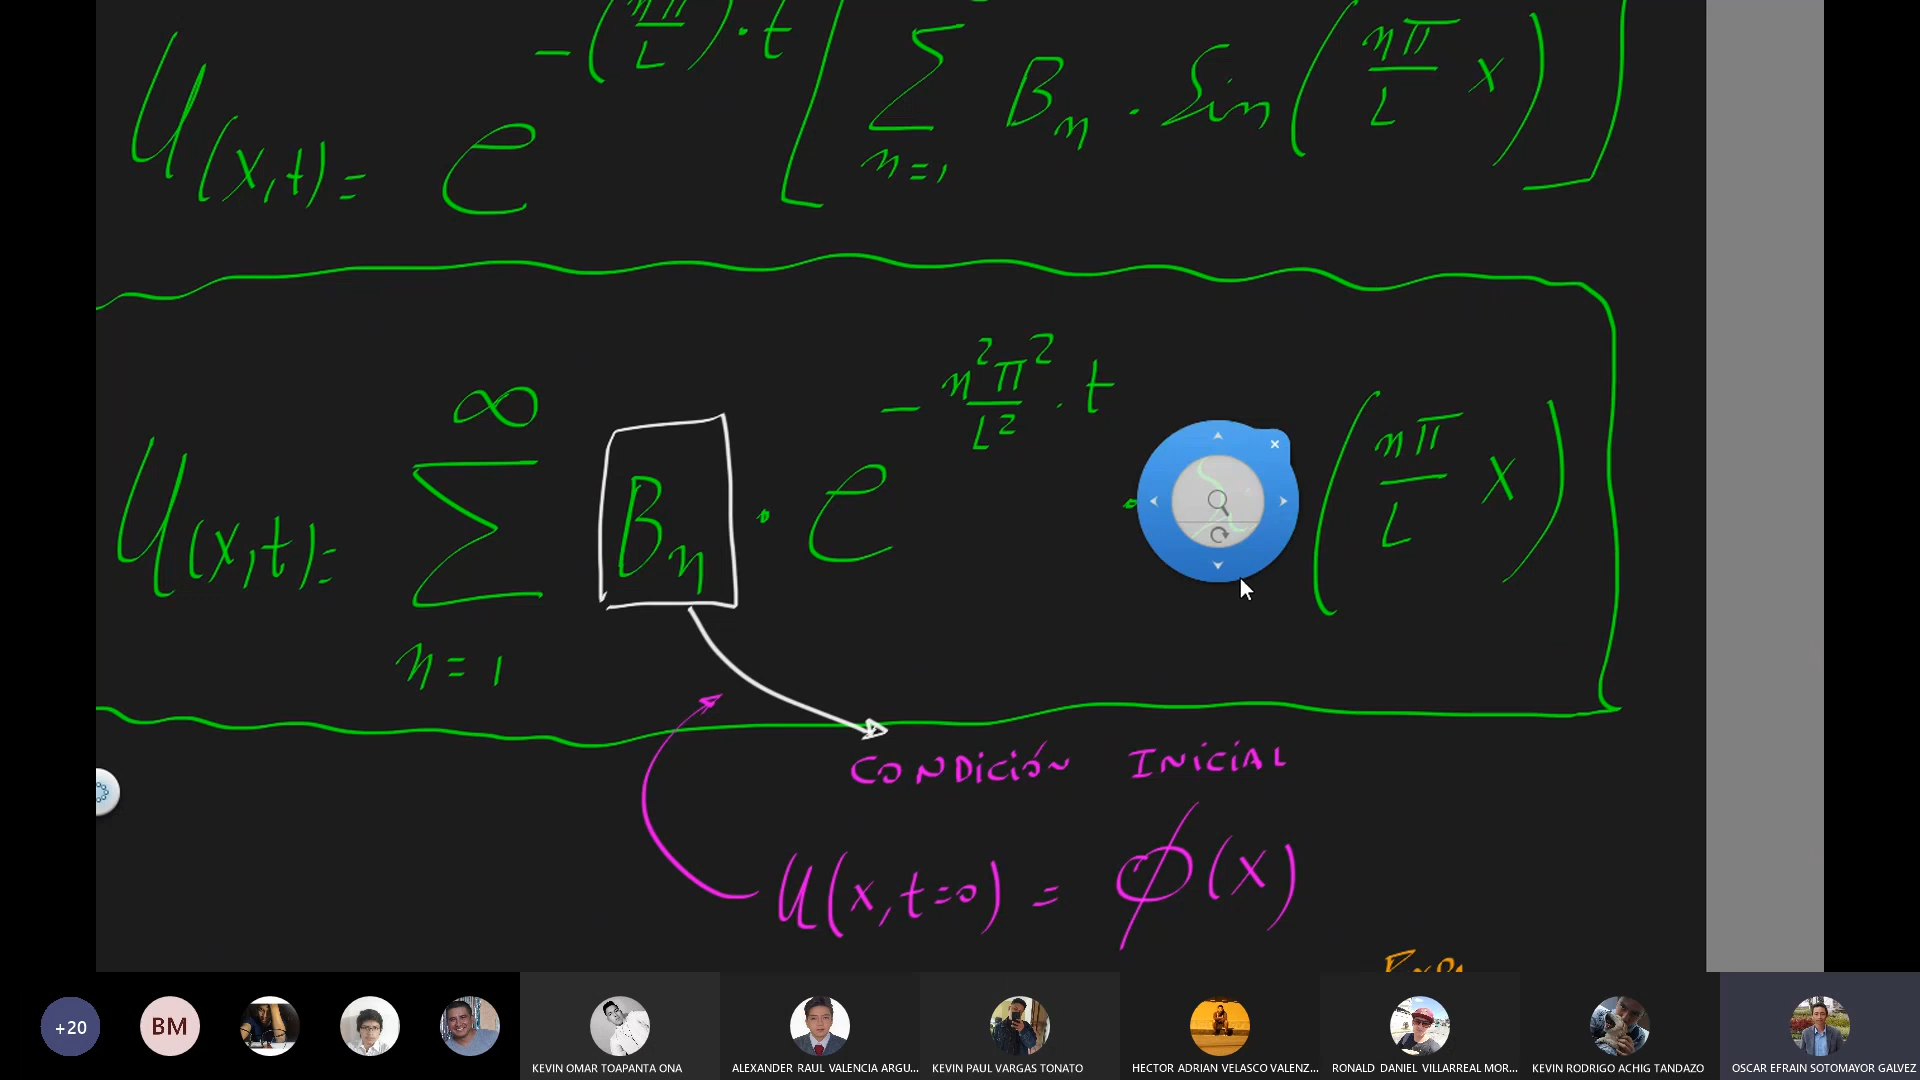 U(x,t)= e^-(nπ/L)·t [ Σ n=1 Bn · Sin( nπ/L x ) ]
U(x,t)= Σ ∞ n=1 Bn · e^- n²π²/L² · t · ( nπ/L x )
CONDICIÓN INICIAL
U(x,t=0) = ϕ(x)
+20
BM
KEVIN OMAR TOAPANTA ONA
ALEXANDER RAUL VALENCIA ARGU...
KEVIN PAUL VARGAS TONATO
HECTOR ADRIAN VELASCO VALENZ...
RONALD DANIEL VILLARREAL MOR...
KEVIN RODRIGO ACHIG TANDAZO
OSCAR EFRAIN SOTOMAYOR GALVEZ